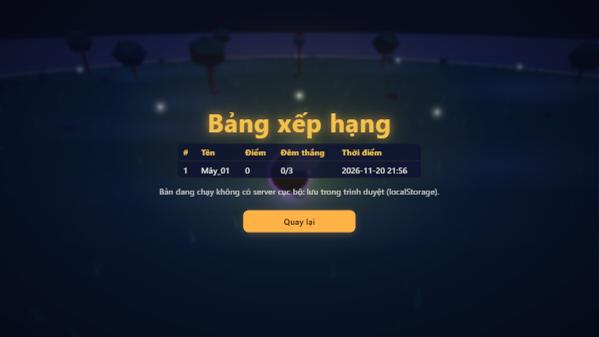 Bảng xếp hạng
# Tên Điểm Đêm thắng Thời điểm
1 Mây_01 0 0/3 2026-11-20 21:56
Bản đang chạy không có server cục bộ: lưu trong trình duyệt (localStorage).
Quay lại